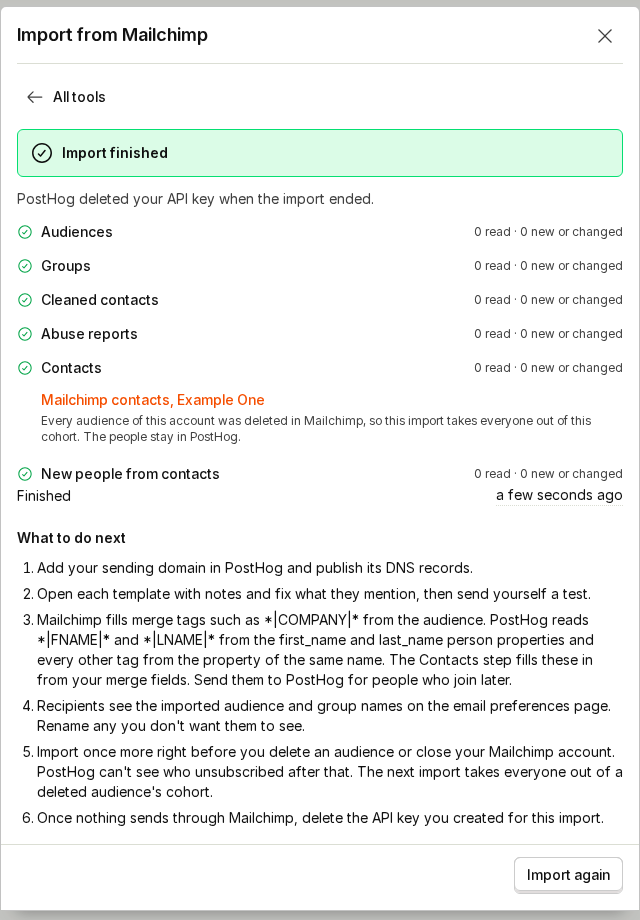 Import from Mailchimp
All tools
Import finished
PostHog deleted your API key when the import ended.
Audiences 0 read · 0 new or changed
Groups 0 read · 0 new or changed
Cleaned contacts 0 read · 0 new or changed
Abuse reports 0 read · 0 new or changed
Contacts 0 read · 0 new or changed
Mailchimp contacts, Example One
Every audience of this account was deleted in Mailchimp, so this import takes everyone out of this
cohort. The people stay in PostHog.
New people from contacts 0 read · 0 new or changed
Finished a few seconds ago
What to do next
1. Add your sending domain in PostHog and publish its DNS records.
2. Open each template with notes and fix what they mention, then send yourself a test.
3. Mailchimp fills merge tags such as *|COMPANY|* from the audience. PostHog reads
*|FNAME|* and *|LNAME|* from the first_name and last_name person properties and
every other tag from the property of the same name. The Contacts step fills these in
from your merge fields. Send them to PostHog for people who join later.
4. Recipients see the imported audience and group names on the email preferences page.
Rename any you don't want them to see.
5. Import once more right before you delete an audience or close your Mailchimp account.
PostHog can't see who unsubscribed after that. The next import takes everyone out of a
deleted audience's cohort.
6. Once nothing sends through Mailchimp, delete the API key you created for this import.
Import again